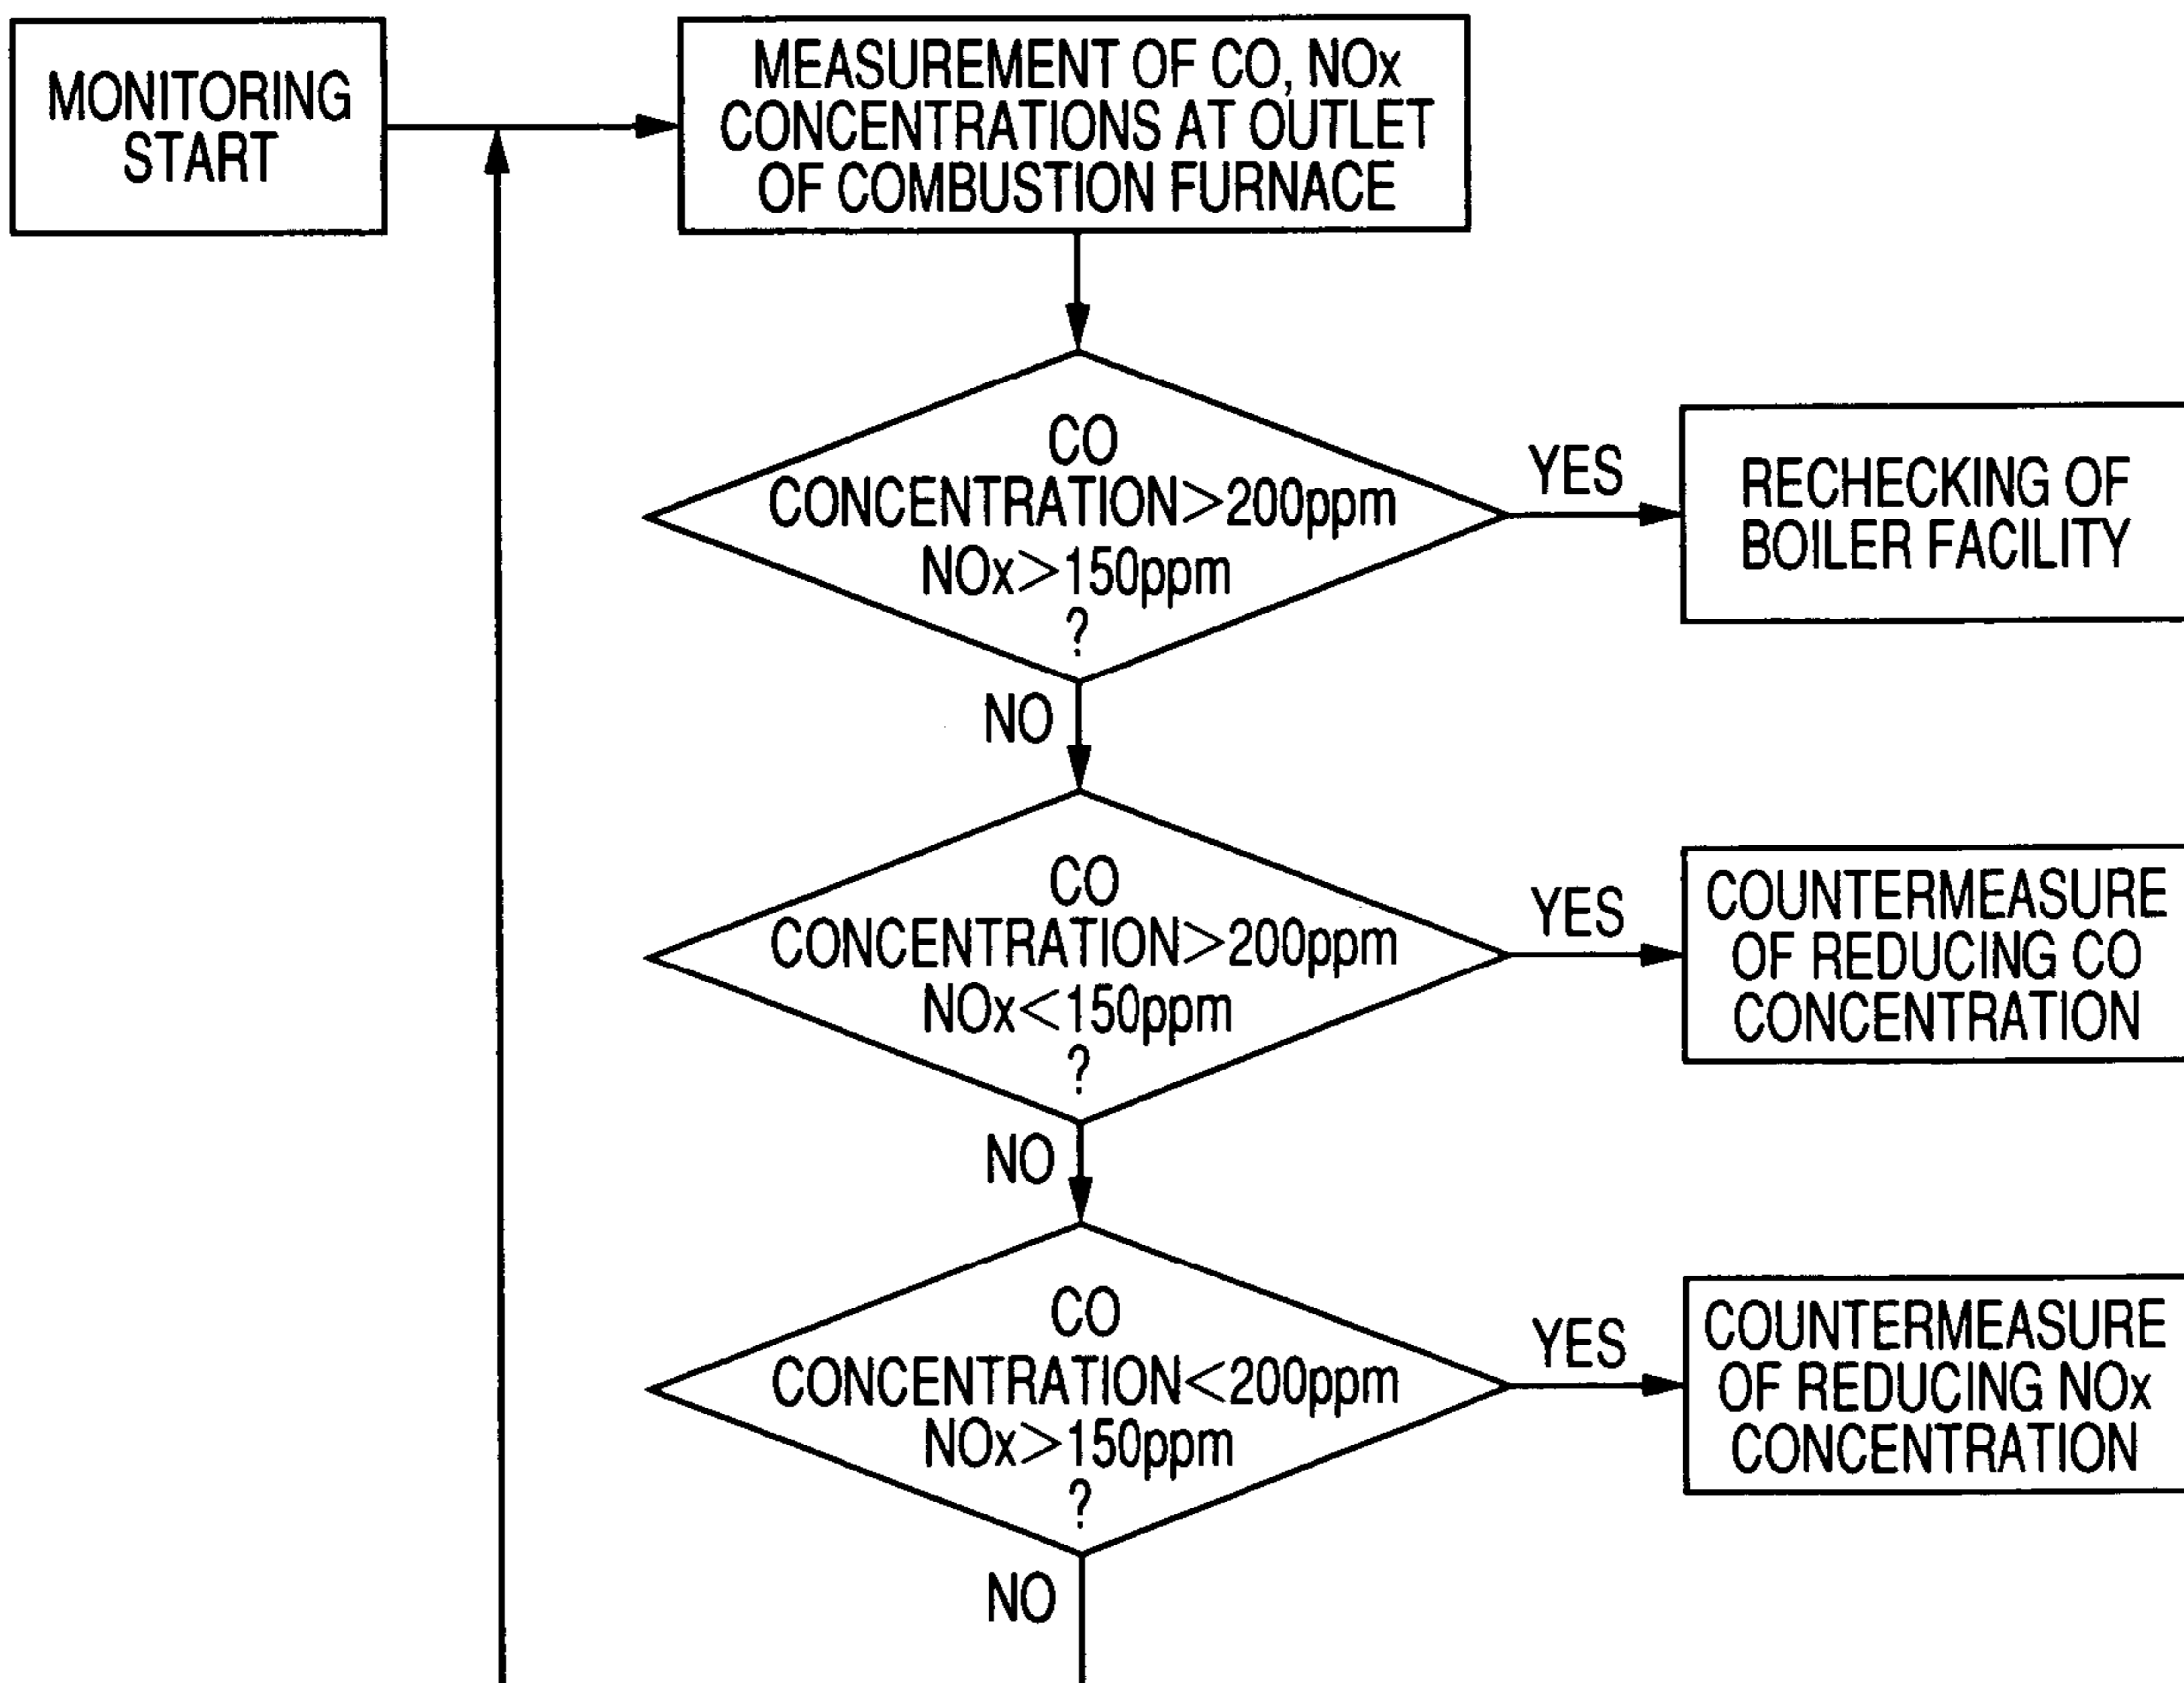 MONITORING
START
MEASUREMENT OF CO, NOx
CONCENTRATIONS AT OUTLET
OF COMBUSTION FURNACE
CO
CONCENTRATION>200ppm
NOx>150ppm
?
YES
RECHECKING OF
BOILER FACILITY
NO
CO
CONCENTRATION>200ppm
NOx<150ppm
?
YES
COUNTERMEASURE
OF REDUCING CO
CONCENTRATION
NO
CO
CONCENTRATION<200ppm
NOx>150ppm
?
YES
COUNTERMEASURE
OF REDUCING NOx
CONCENTRATION
NO